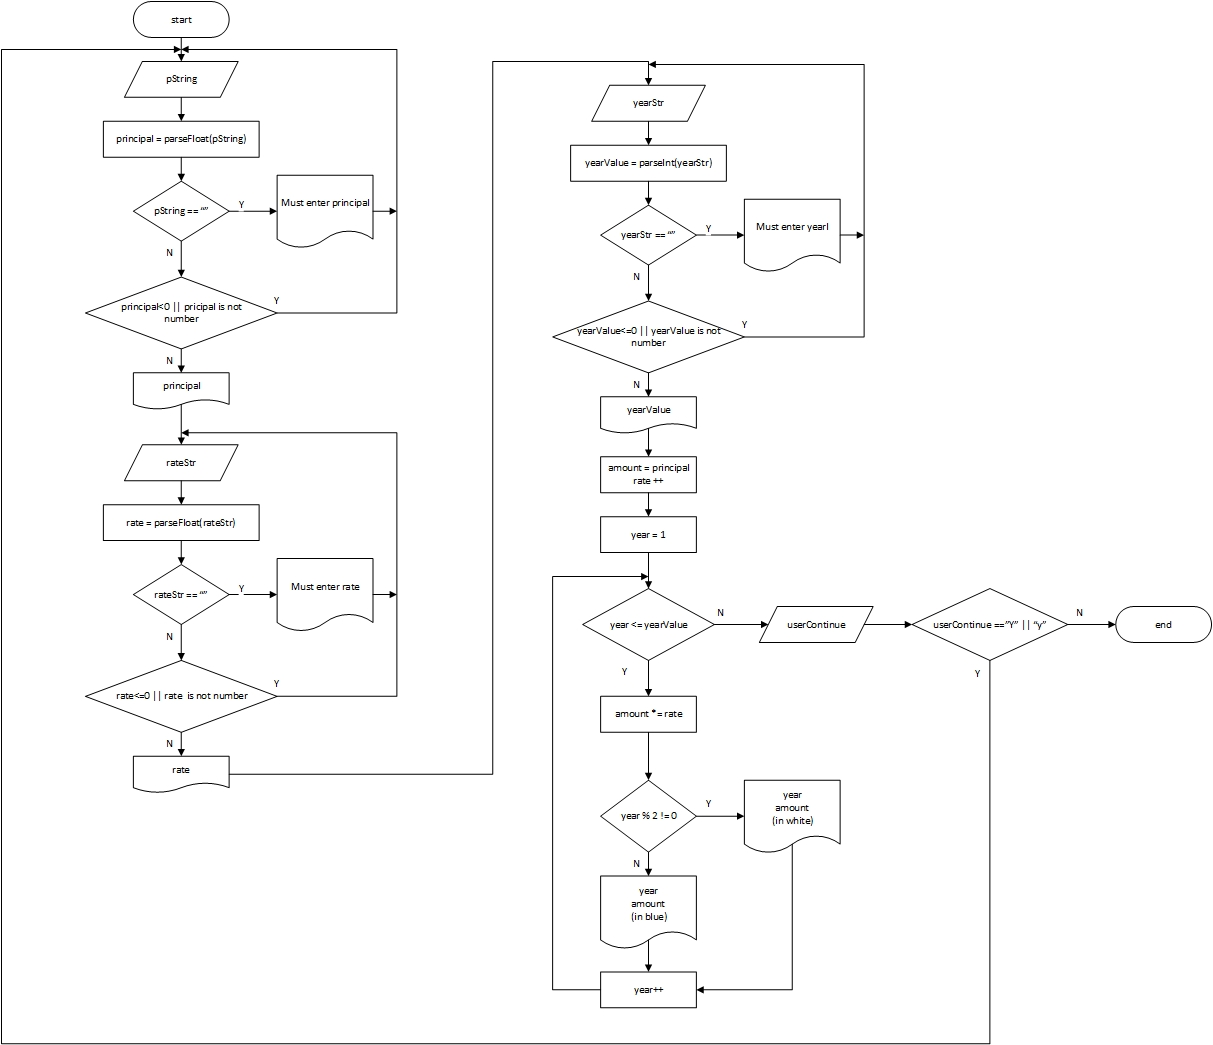 start
pString
principal = parseFloat(pString)
pString == “”
Y
Must enter principal
N
principal<0 || pricipal is not
number
Y
N
principal
rateStr
rate = parseFloat(rateStr)
rateStr == “”
Y
Must enter rate
N
rate<=0 || rate is not number
Y
N
rate
yearStr
yearValue = parseInt(yearStr)
yearStr == “”
Y
Must enter yearl
N
yearValue<=0 || yearValue is not
number
Y
N
yearValue
amount = principal
rate ++
year = 1
year <= yearValue
N
userContinue
userContinue ==”Y” || “y”
N
end
Y
Y
amount *= rate
year % 2 != 0
Y
year
amount
(in white)
N
year
amount
(in blue)
year++